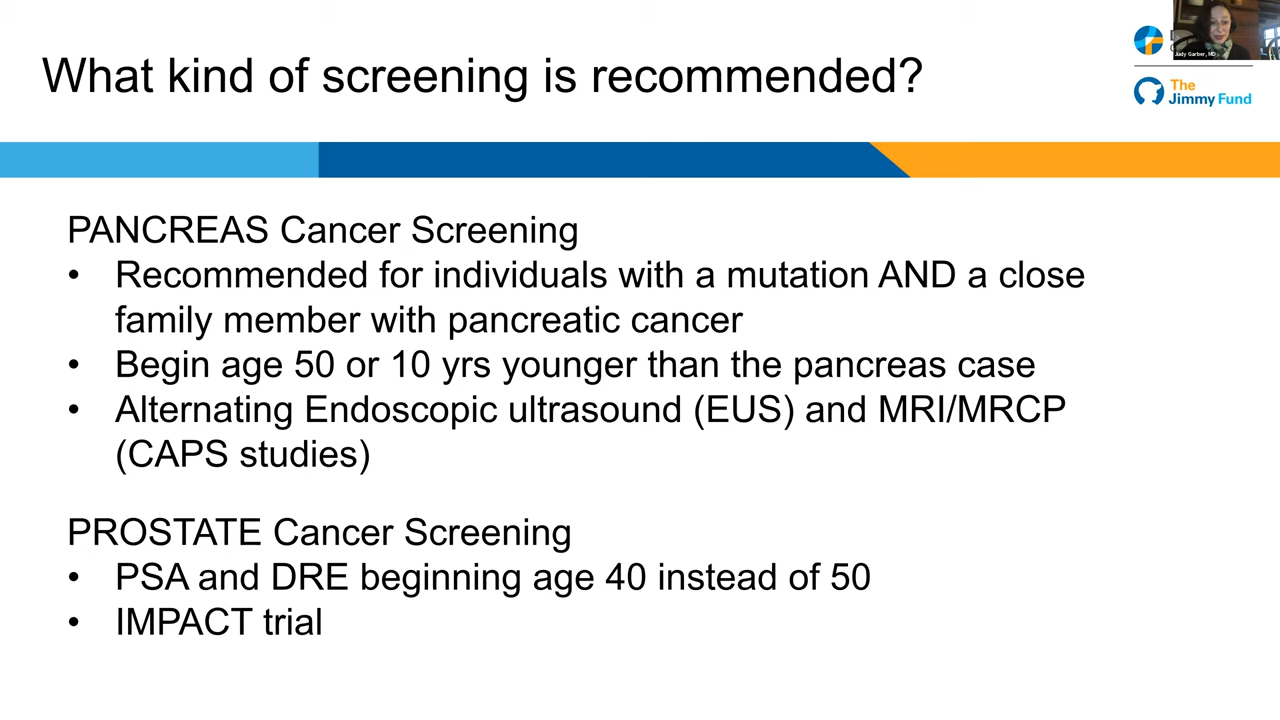 What kind of screening is recommended?
Judy Garber, MD
The
Jimmy Fund
PANCREAS Cancer Screening
• Recommended for individuals with a mutation AND a close
family member with pancreatic cancer
• Begin age 50 or 10 yrs younger than the pancreas case
• Alternating Endoscopic ultrasound (EUS) and MRI/MRCP
(CAPS studies)
PROSTATE Cancer Screening
• PSA and DRE beginning age 40 instead of 50
• IMPACT trial